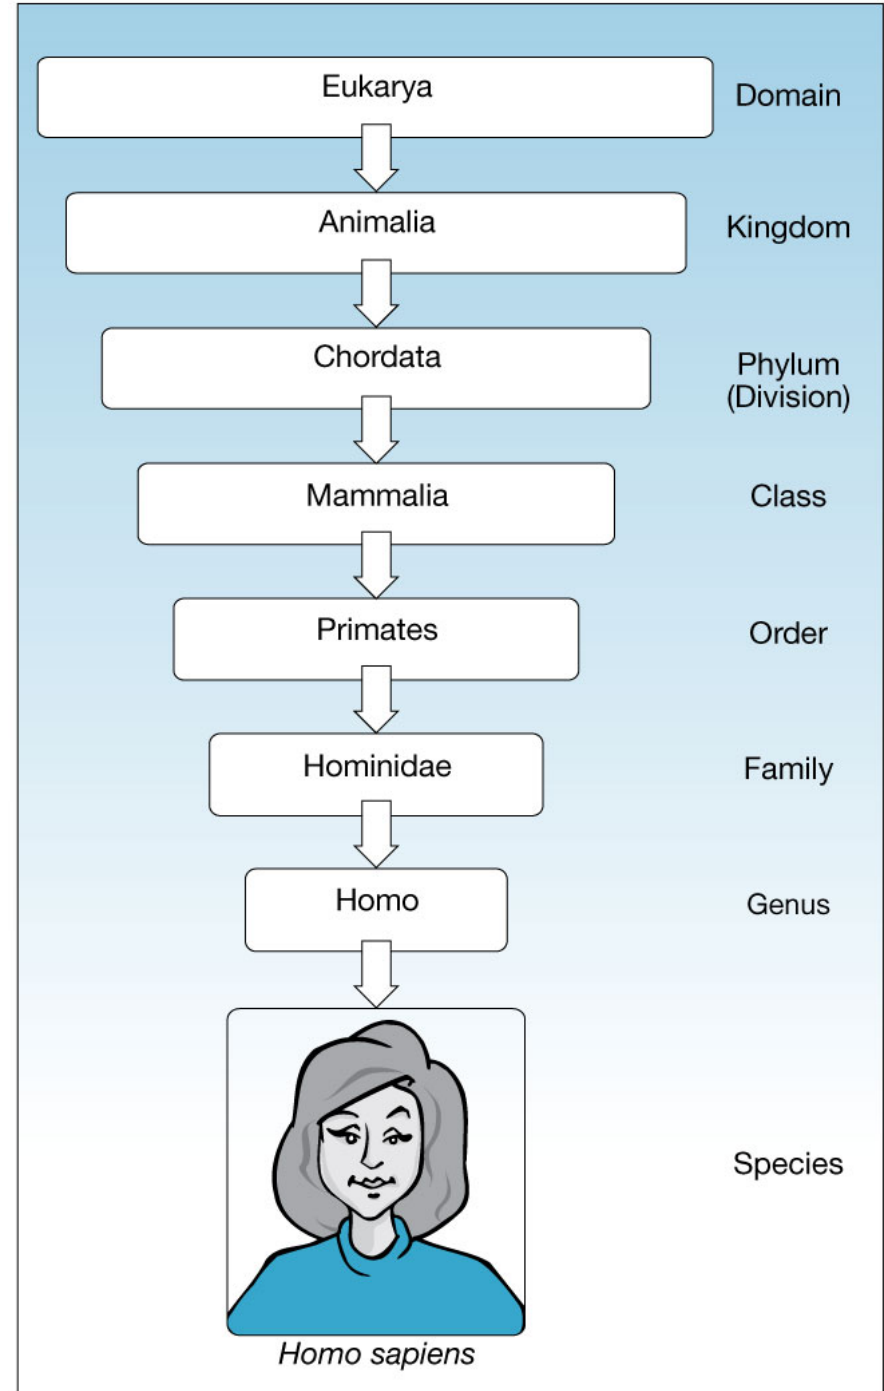 Eukarya
Domain
Animalia
Kingdom
Chordata
Phylum
(Division)
Mammalia
Class
Primates
Order
Hominidae
Family
Homo
Genus
Species
Homo sapiens